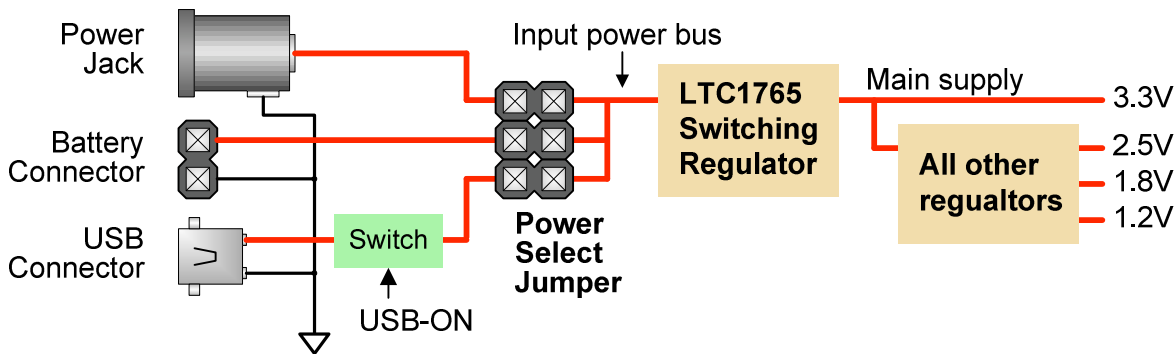 Power
Jack
Battery
Connector
USB
Connector
Switch
USB-ON
Power
Select
Jumper
Input power bus
LTC1765
Switching
Regulator
Main supply
All other
regualtors
3.3V
2.5V
1.8V
1.2V